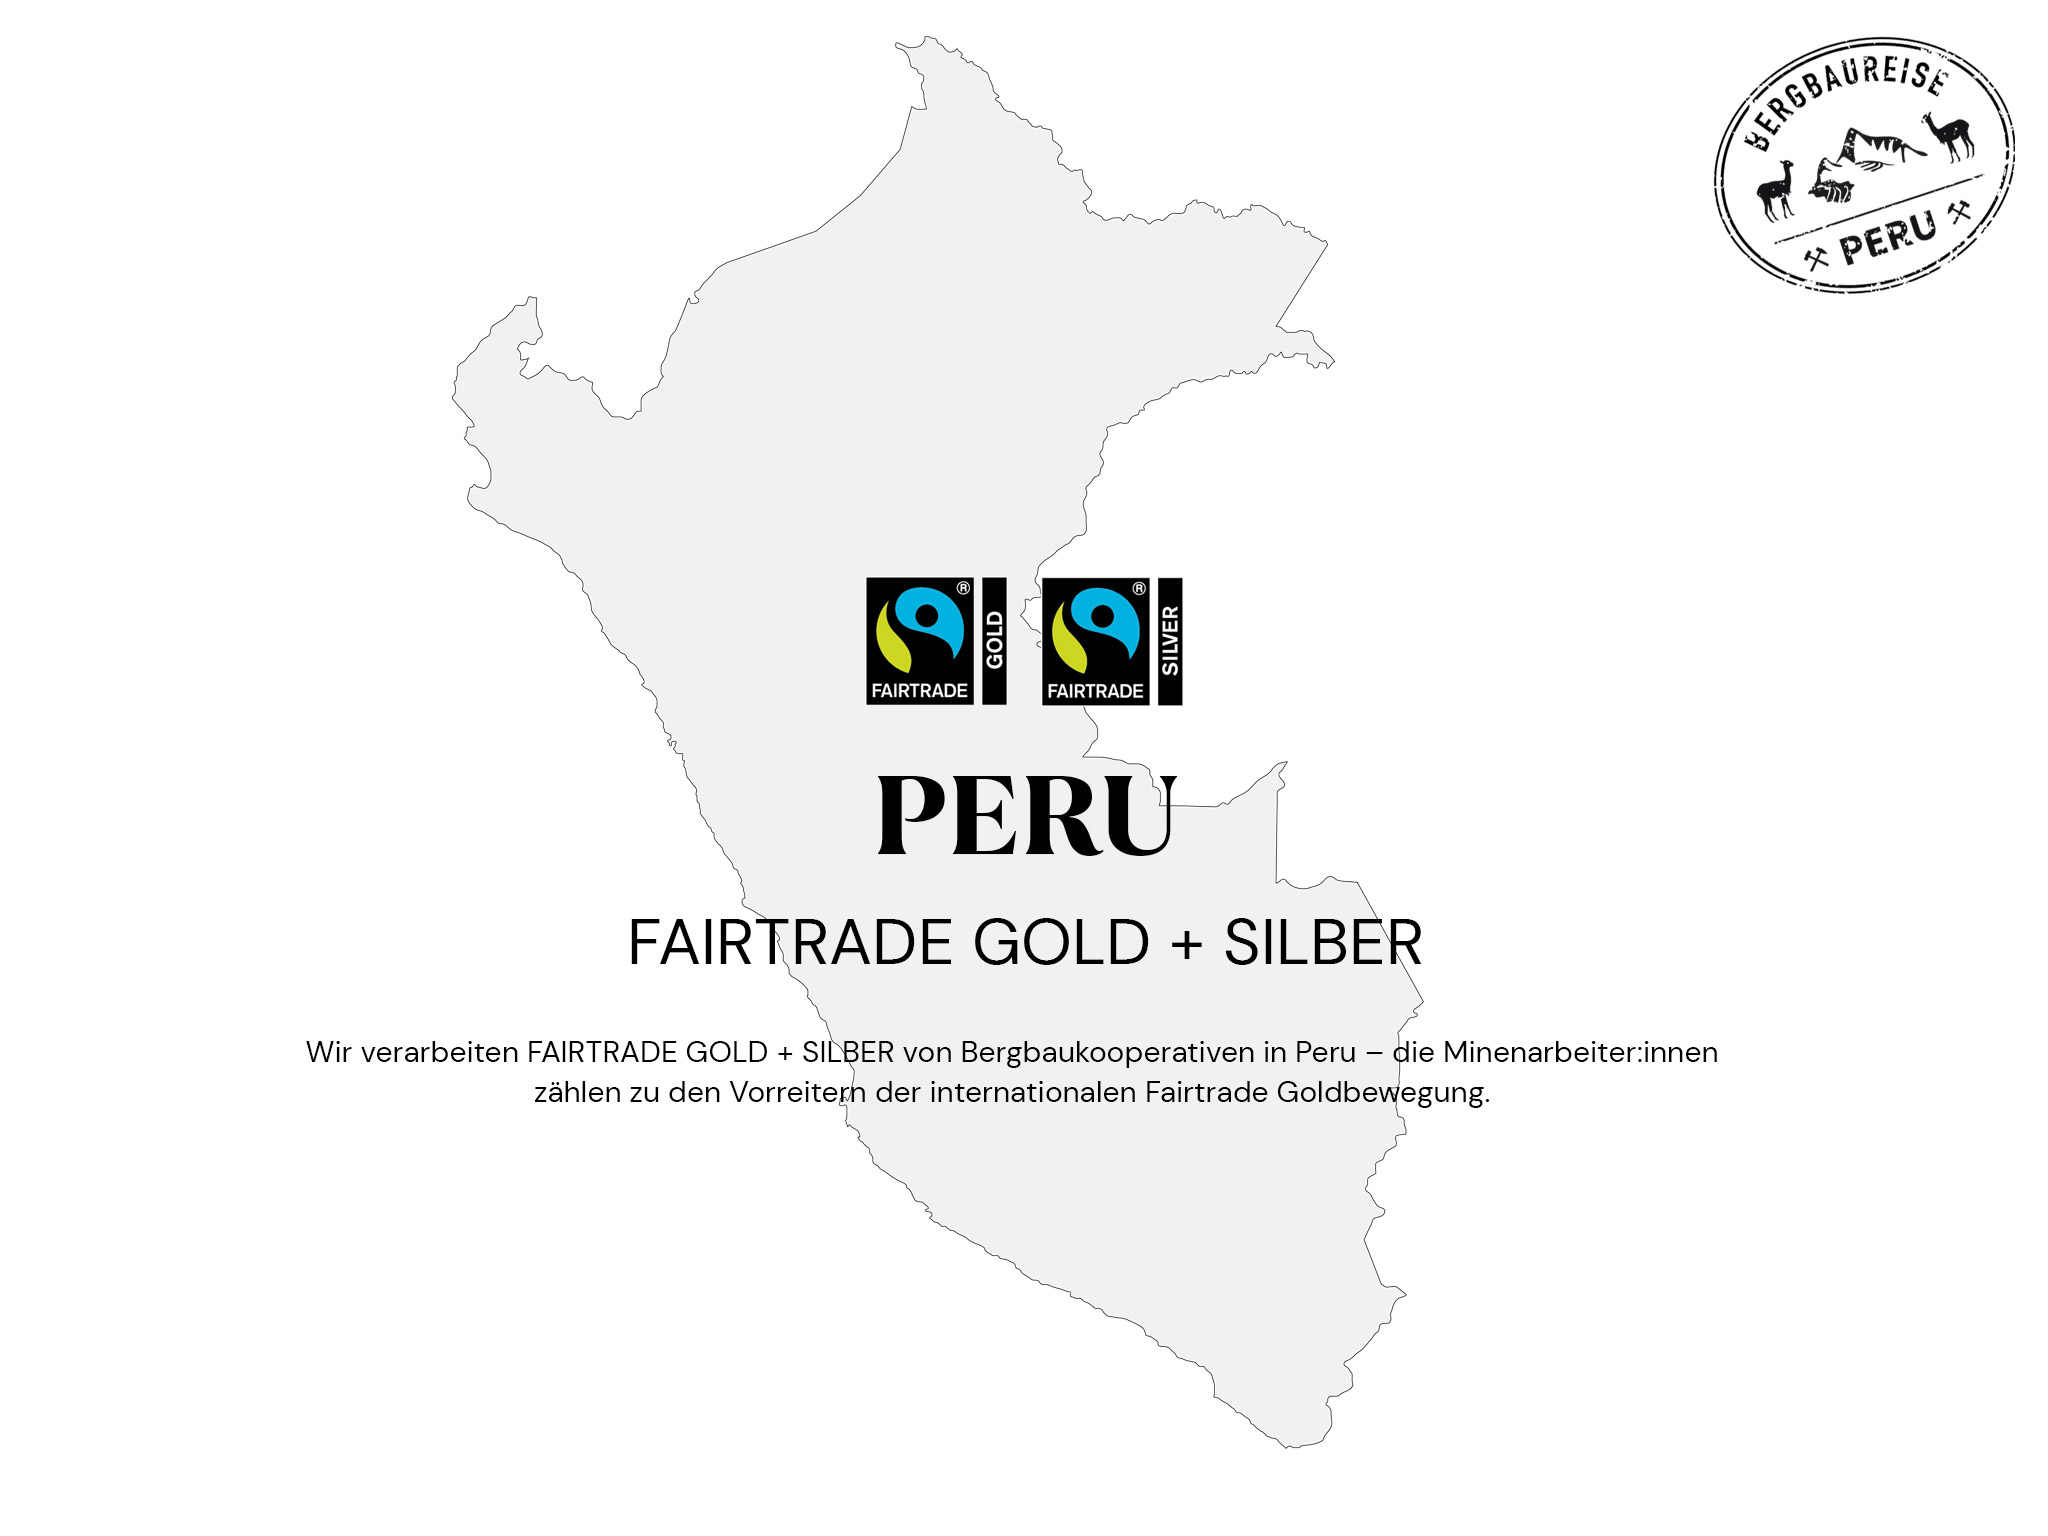 BERGBAUREISE
PERU
® GOLD
FAIRTRADE
® SILVER
FAIRTRADE
PERU
FAIRTRADE GOLD + SILBER
Wir verarbeiten FAIRTRADE GOLD + SILBER von Bergbaukooperativen in Peru – die Minenarbeiter:innen
zählen zu den Vorreitern der internationalen Fairtrade Goldbewegung.